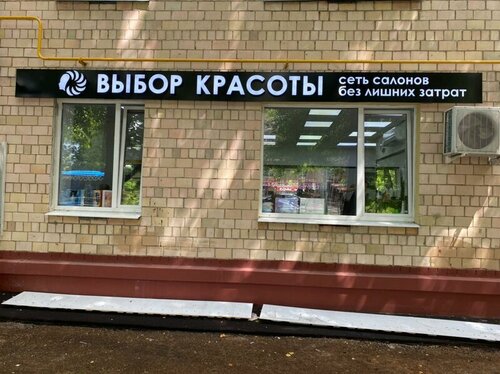 ВЫБОР КРАСОТЫ
сеть салонов
без лишних затрат